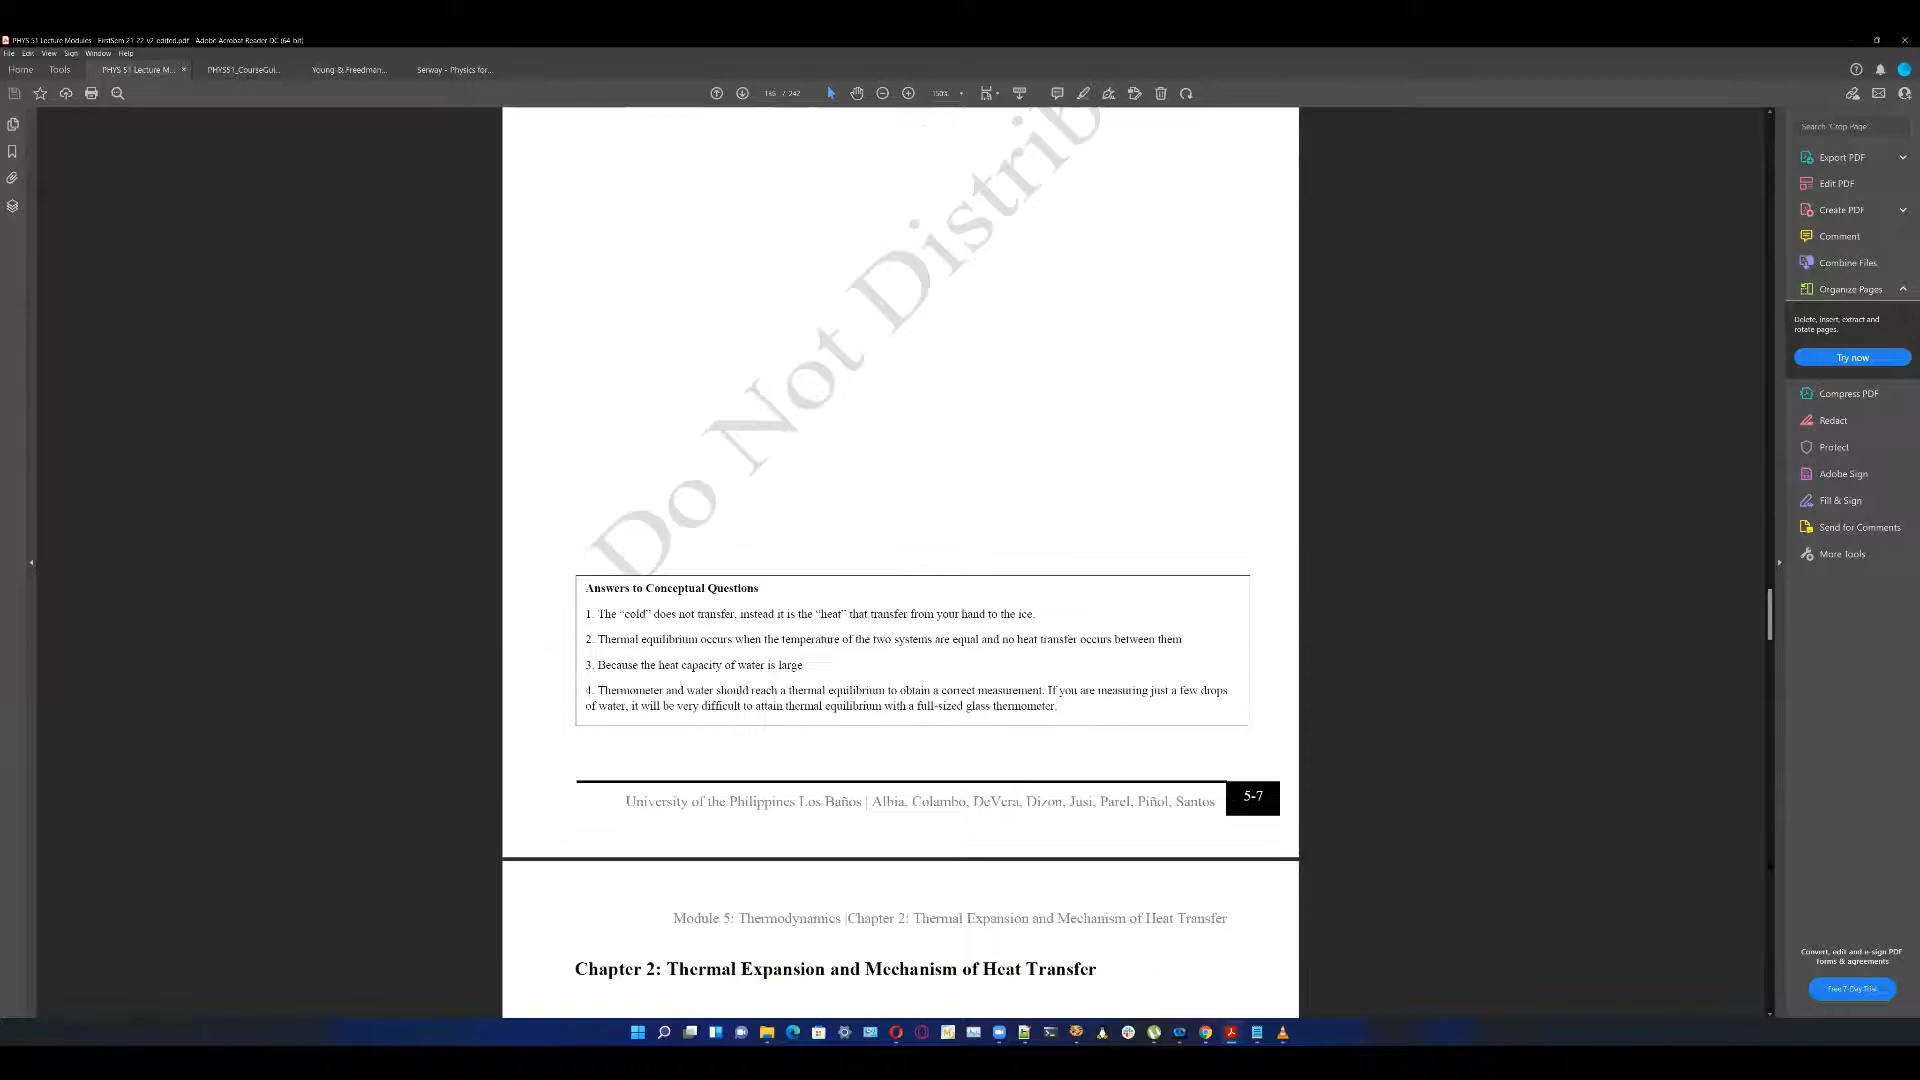 PHYS 51 Lecture Modules - FirstSem 21-22 v2 edited.pdf - Adobe Acrobat Reader DC (64-bit)
File Edit View Sign Window Help
Home Tools PHYS 51 Lecture M... × PHYS51_CourseGui... Young & Freedman... Serway - Physics for...
/ 242 150%
Search "Crop Page"
Export PDF
Edit PDF
Create PDF
Comment
Combine Files
Organize Pages
Delete, insert, extract and
rotate pages.
Try now
Compress PDF
Redact
Protect
Adobe Sign
Fill & Sign
Send for Comments
More Tools
Convert, edit and e-sign PDF
forms & agreements
Free 7-Day Trial
Do Not Distrib
Answers to Conceptual Questions
1. The “cold” does not transfer, instead it is the “heat” that transfer from your hand to the ice.
2. Thermal equilibrium occurs when the temperature of the two systems are equal and no heat transfer occurs between them
3. Because the heat capacity of water is large
4. Thermometer and water should reach a thermal equilibrium to obtain a correct measurement. If you are measuring just a few drops
of water, it will be very difficult to attain thermal equilibrium with a full-sized glass thermometer.
University of the Philippines Los Baños | Albia, Colambo, DeVera, Dizon, Jusi, Parel, Piñol, Santos
5-7
Module 5: Thermodynamics |Chapter 2: Thermal Expansion and Mechanism of Heat Transfer
Chapter 2: Thermal Expansion and Mechanism of Heat Transfer